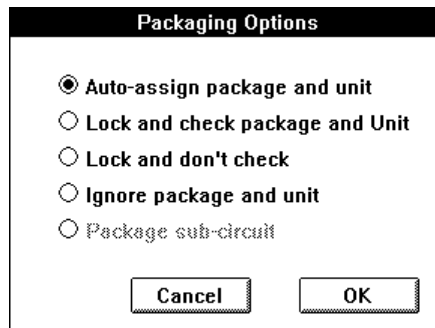 Packaging Options
Auto-assign package and unit
Lock and check package and Unit
Lock and don't check
Ignore package and unit
Package sub-circuit
Cancel OK